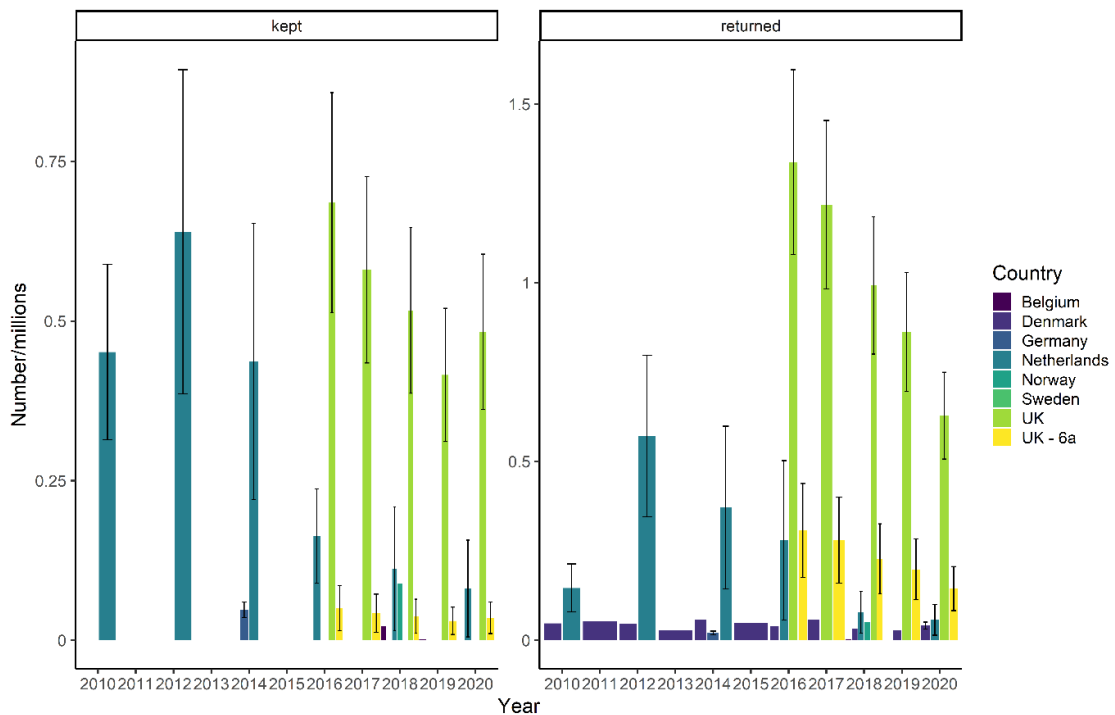 kept
returned
Number/millions
0.75
0.5
0.25
0
2010 2011 2012 2013 2014 2015 2016 2017 2018 2019 2020
1.5
1
0.5
0
2010 2011 2012 2013 2014 2015 2016 2017 2018 2019 2020
Year
Country
Belgium
Denmark
Germany
Netherlands
Norway
Sweden
UK
UK - 6a